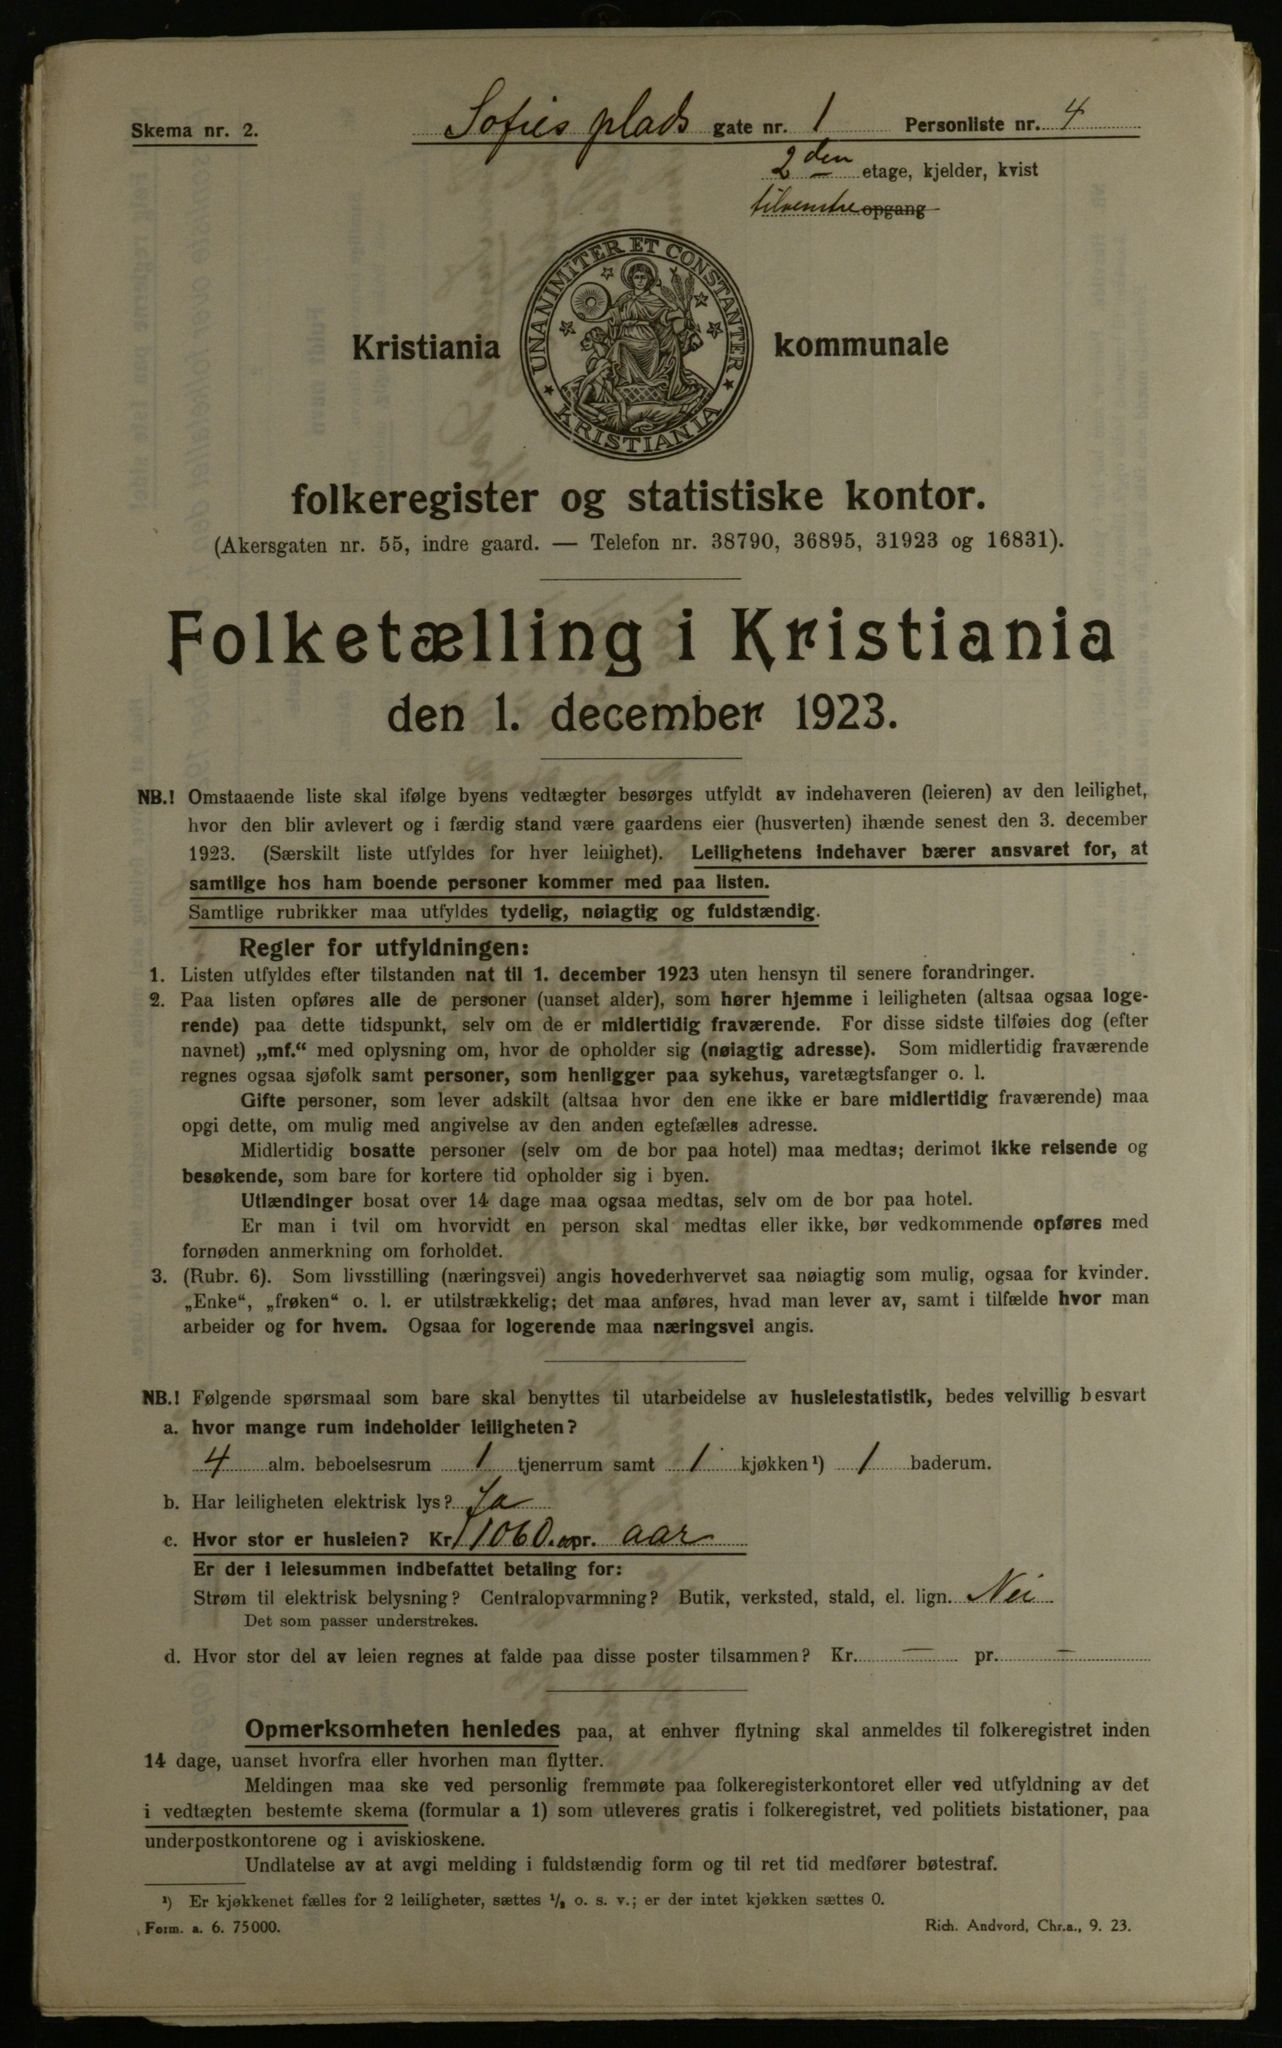 Skema nr. 2.
Sofies plads gate nr. 1 Personliste nr. 4
2den etage, kjelder, kvist
tilvenstre opgang
UNANIMITER ET CONSTANTER
KRISTIANIA
Kristiania kommunale
folkeregister og statistiske kontor.
(Akersgaten nr. 55, indre gaard. — Telefon nr. 38790, 36895, 31923 og 16831).
Folketælling i Kristiania
den 1. december 1923.
NB.! Omstaaende liste skal ifølge byens vedtægter besørges utfyldt av indehaveren (leieren) av den leilighet,
hvor den blir avlevert og i færdig stand være gaardens eier (husverten) ihænde senest den 3. december
1923. (Særskilt liste utfyldes for hver leilighet). Leilighetens indehaver bærer ansvaret for, at
samtlige hos ham boende personer kommer med paa listen.
Samtlige rubrikker maa utfyldes tydelig, nøiagtig og fuldstændig.
Regler for utfyldningen:
1. Listen utfyldes efter tilstanden nat til 1. december 1923 uten hensyn til senere forandringer.
2. Paa listen opføres alle de personer (uanset alder), som hører hjemme i leiligheten (altsaa ogsaa loge-
rende) paa dette tidspunkt, selv om de er midlertidig fraværende. For disse sidste tilføies dog (efter
navnet) „mf.“ med oplysning om, hvor de opholder sig (nøiagtig adresse). Som midlertidig fraværende
regnes ogsaa sjøfolk samt personer, som henligger paa sykehus, varetægtsfanger o. l.
Gifte personer, som lever adskilt (altsaa hvor den ene ikke er bare midlertidig fraværende) maa
opgi dette, om mulig med angivelse av den anden egtefælles adresse.
Midlertidig bosatte personer (selv om de bor paa hotel) maa medtas; derimot ikke reisende og
besøkende, som bare for kortere tid opholder sig i byen.
Utlændinger bosat over 14 dage maa ogsaa medtas, selv om de bor paa hotel.
Er man i tvil om hvorvidt en person skal medtas eller ikke, bør vedkommende opføres med
fornøden anmerkning om forholdet.
3. (Rubr. 6). Som livsstilling (næringsvei) angis hovederhvervet saa nøiagtig som mulig, ogsaa for kvinder.
„Enke“, „frøken“ o. l. er utilstrækkelig; det maa anføres, hvad man lever av, samt i tilfælde hvor man
arbeider og for hvem. Ogsaa for logerende maa næringsvei angis.
NB.! Følgende spørsmaal som bare skal benyttes til utarbeidelse av husleiestatistik, bedes velvillig besvart
a. hvor mange rum indeholder leiligheten?
4 alm. beboelsesrum 1 tjenerrum samt 1 kjøkken ¹) 1 baderum.
b. Har leiligheten elektrisk lys? Ja
c. Hvor stor er husleien? Kr 1060.00 pr. aar
Er der i leiesummen indbefattet betaling for:
Strøm til elektrisk belysning? Centralopvarmning? Butik, verksted, stald, el. lign. Nei
Det som passer understrekes.
d. Hvor stor del av leien regnes at falde paa disse poster tilsammen? Kr. — pr. —
Opmerksomheten henledes paa, at enhver flytning skal anmeldes til folkeregistret inden
14 dage, uanset hvorfra eller hvorhen man flytter.
Meldingen maa ske ved personlig fremmøte paa folkeregisterkontoret eller ved utfyldning av det
i vedtægten bestemte skema (formular a 1) som utleveres gratis i folkeregistret, ved politiets bistationer, paa
underpostkontorene og i aviskioskene.
Undlatelse av at avgi melding i fuldstændig form og til ret tid medfører bøtestraf.
¹) Er kjøkkenet fælles for 2 leiligheter, sættes ½ o. s. v.; er der intet kjøkken sættes 0.
Form. a. 6. 75000. Rich. Andvord, Chr.a., 9. 23.